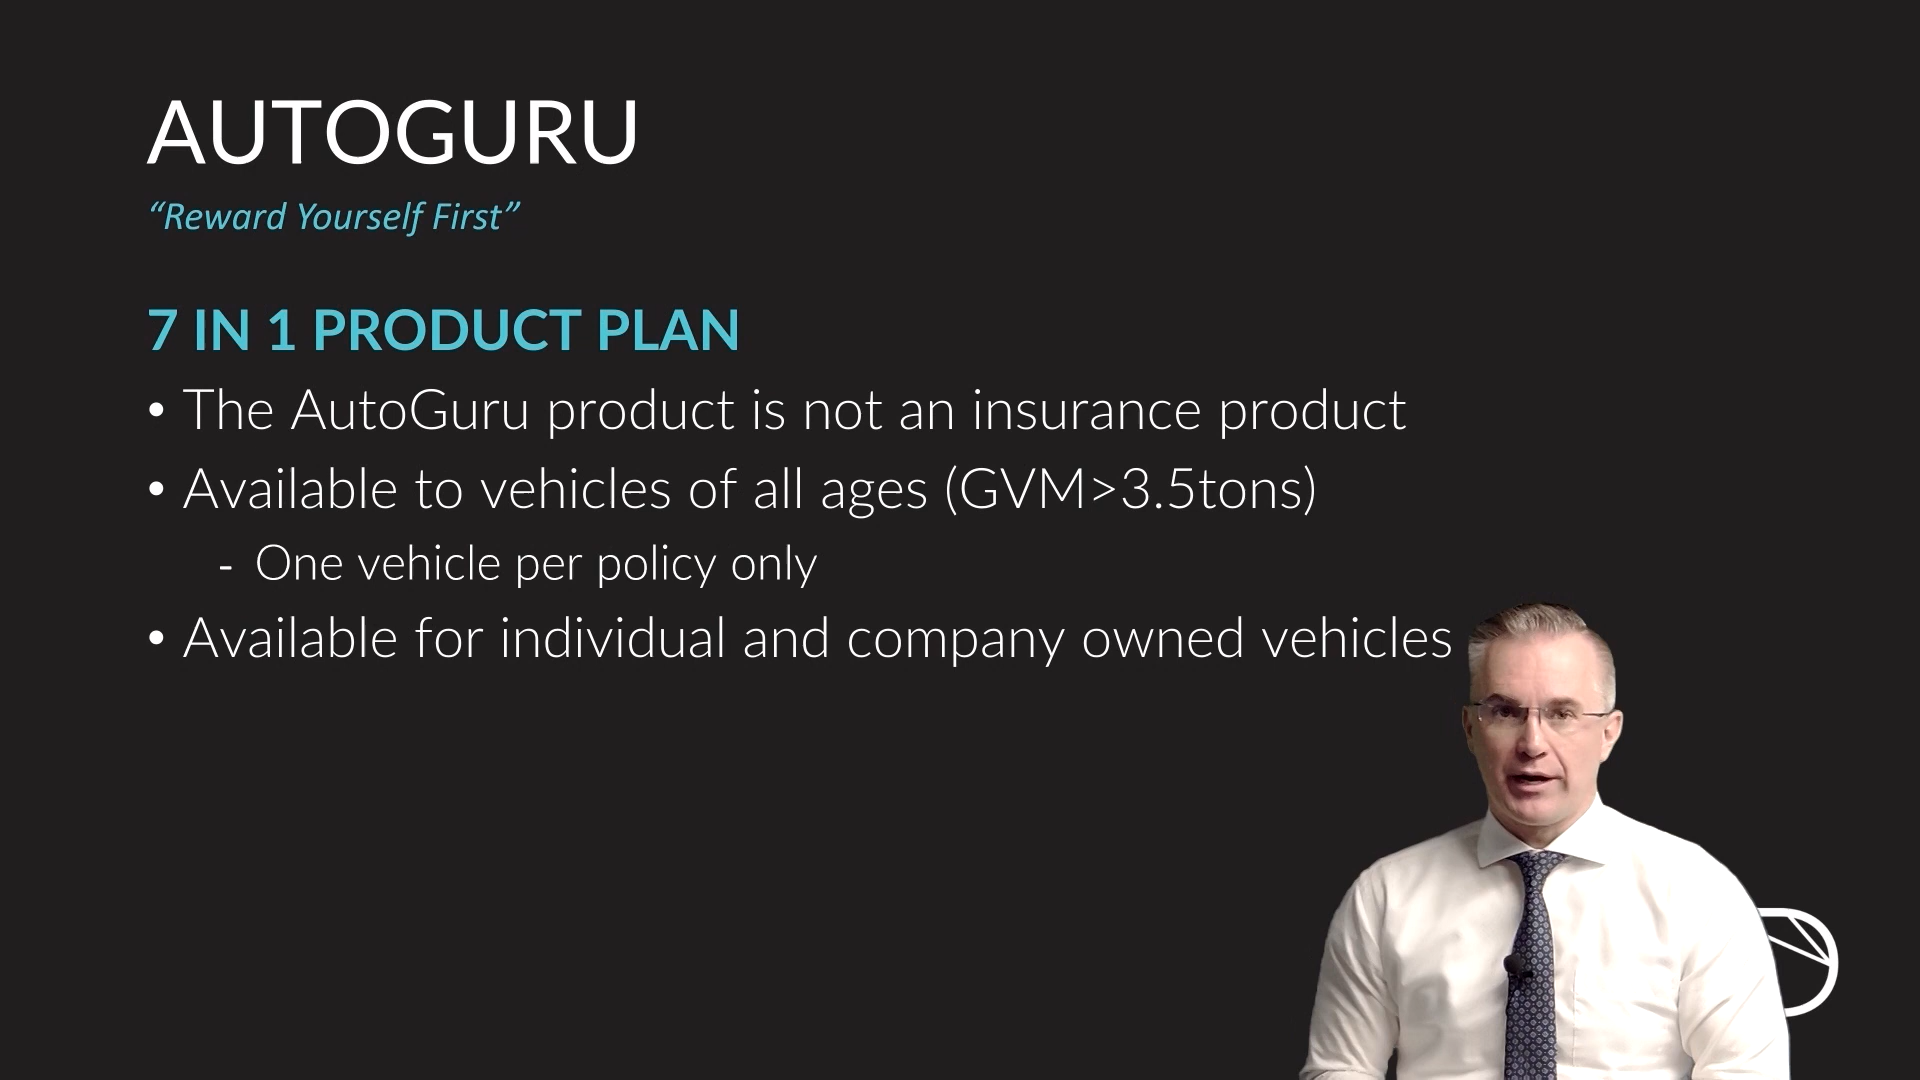 AUTOGURU
“Reward Yourself First”
7 IN 1 PRODUCT PLAN
• The AutoGuru product is not an insurance product
• Available to vehicles of all ages (GVM>3.5tons)
- One vehicle per policy only
• Available for individual and company owned vehicles